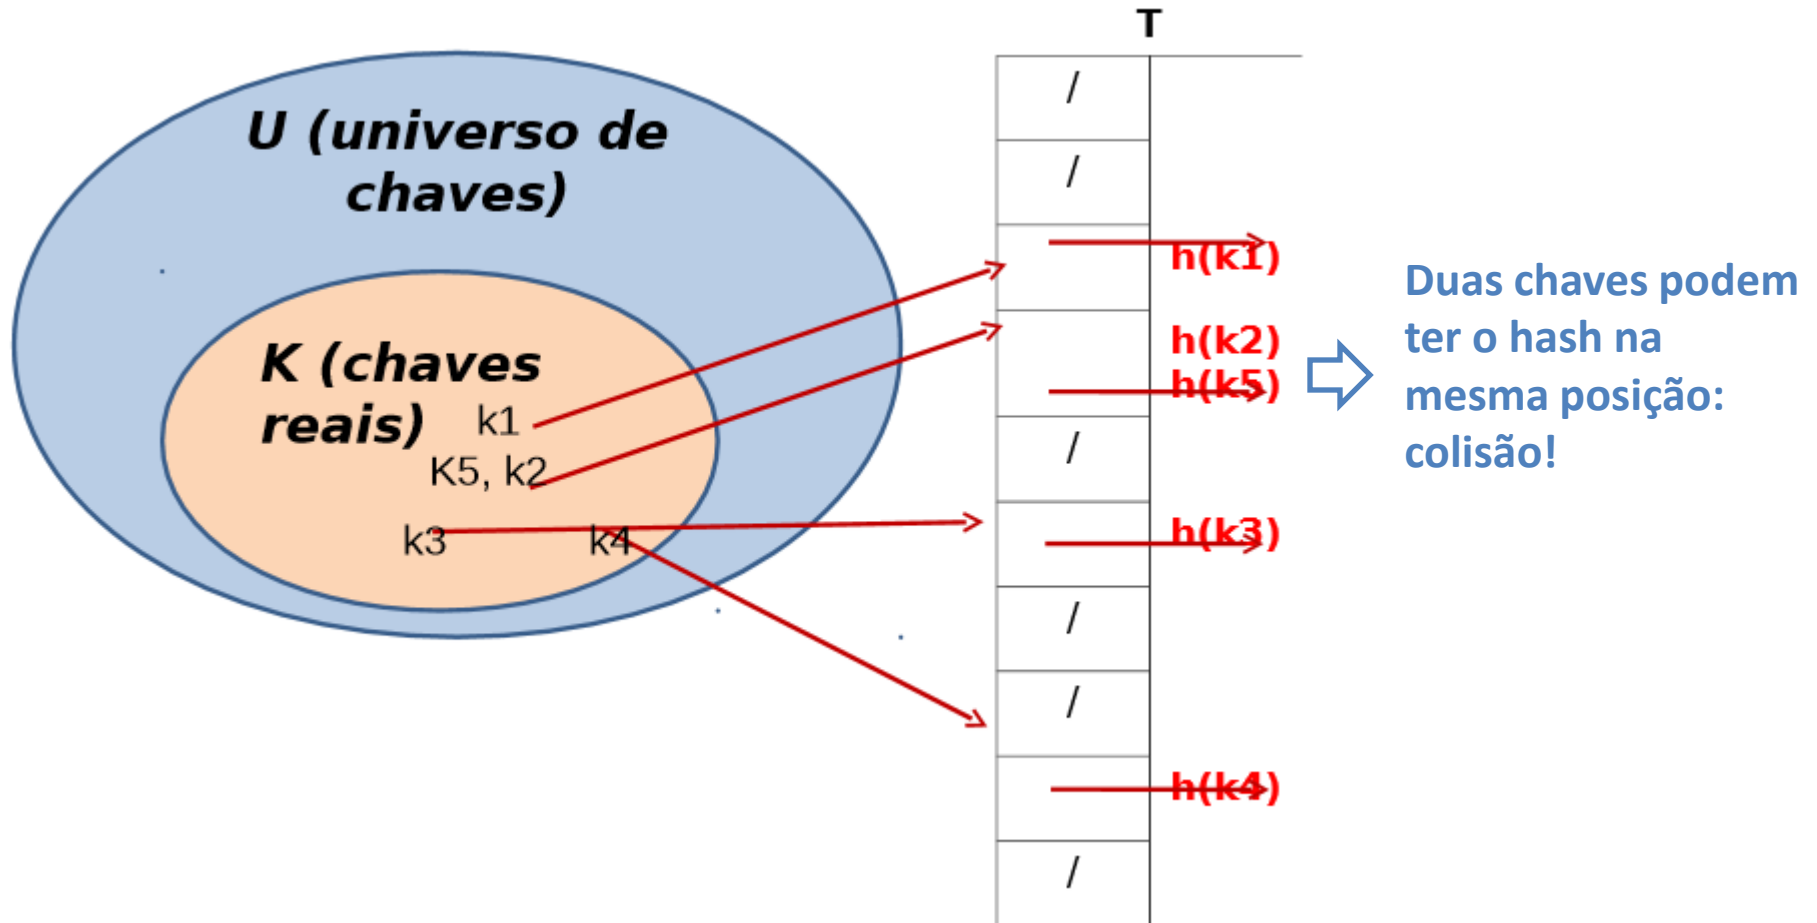 T
U (universo de
chaves)
K (chaves
reais)
k1
K5, k2
k3
k4
/
/
h(k1)
h(k2)
h(k5)
/
h(k3)
/
/
h(k4)
/
Duas chaves podem
ter o hash na
mesma posição:
colisão!